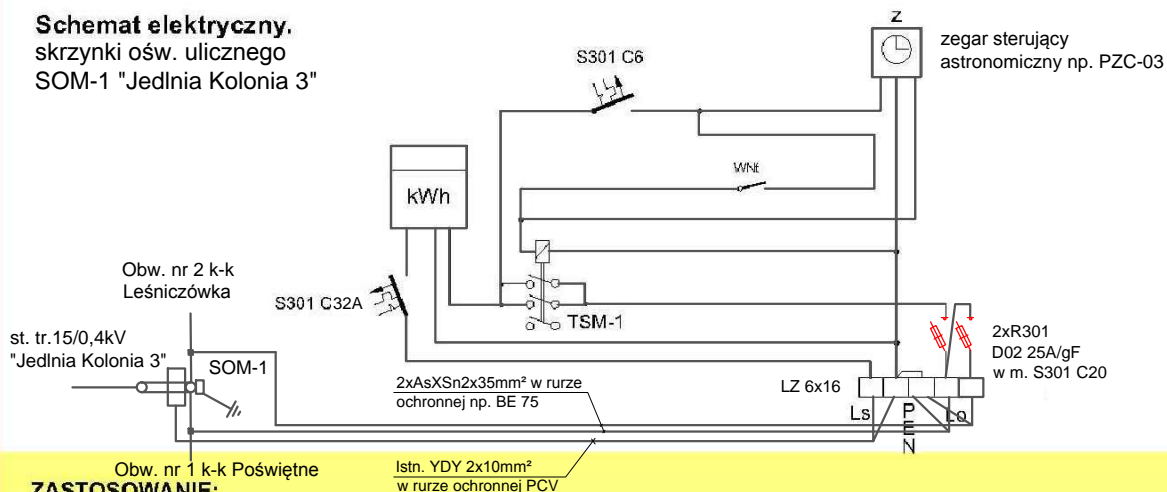 Schemat elektryczny.
skrzynki ośw. ulicznego
SOM-1 "Jedlnia Kolonia 3"
Z
zegar sterujący
astronomiczny np. PZC-03
S301 C6
WNt
kWh
Obw. nr 2 k-k
Leśniczówka
S301 C32A
TSM-1
st. tr.15/0,4kV
"Jedlnia Kolonia 3"
SOM-1
2xR301
D02 25A/gF
w m. S301 C20
2xAsXSn2x35mm² w rurze
ochronnej np. BE 75
LZ 6x16
Ls
PEN
Lo
Obw. nr 1 k-k Poświętne
Istn. YDY 2x10mm²
w rurze ochronnej PCV
ZASTOSOWANIE: